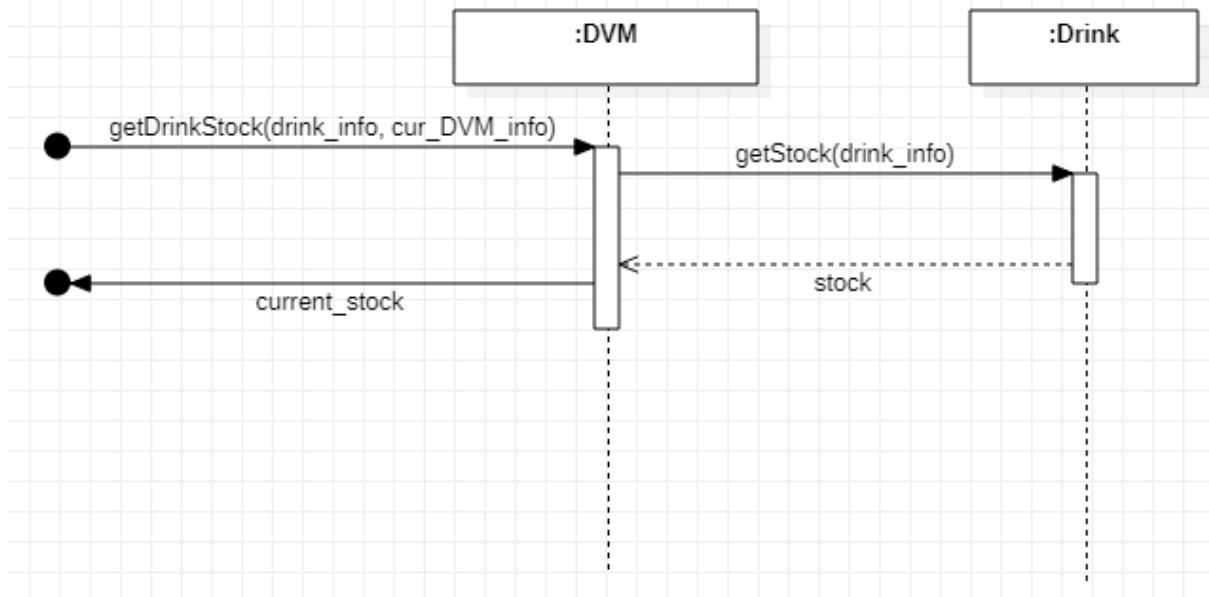 :DVM
:Drink
getDrinkStock(drink_info, cur_DVM_info)
getStock(drink_info)
stock
current_stock